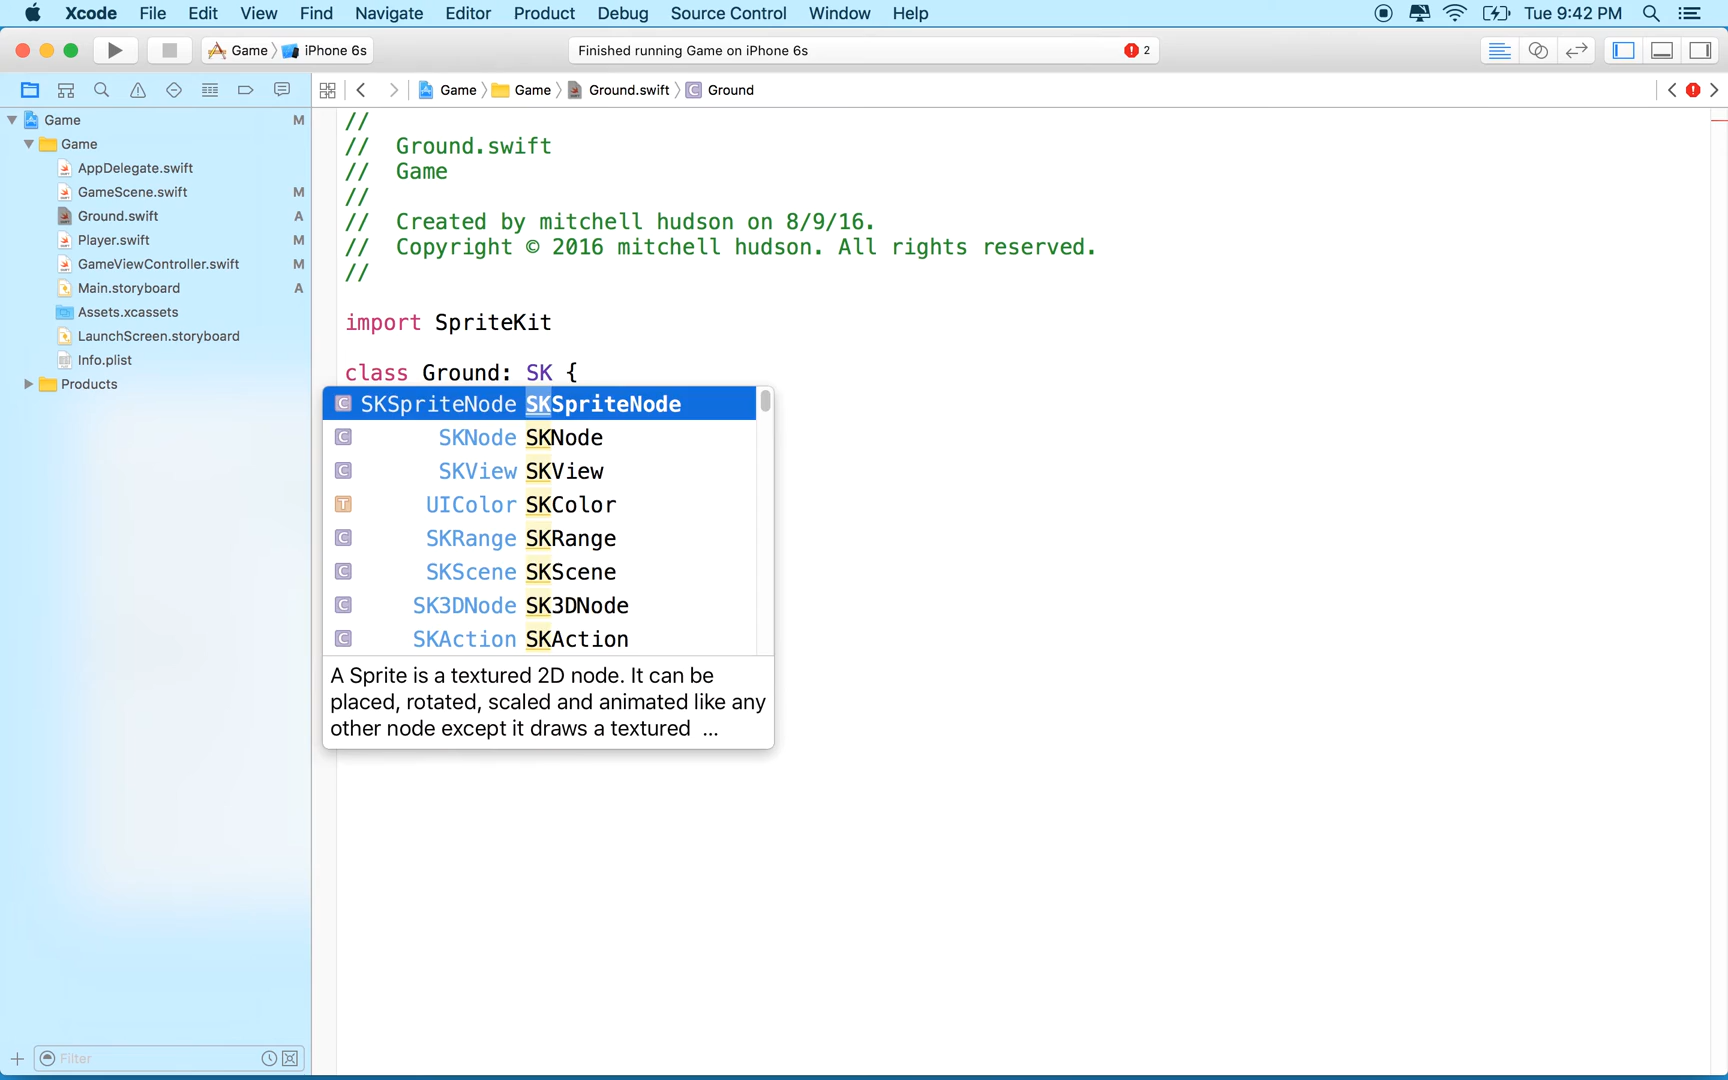 Xcode File Edit View Find Navigate Editor Product Debug Source Control Window Help Tue 9:42 PM
Game iPhone 6s Finished running Game on iPhone 6s 2
Game Game Ground.swift C Ground
Game M
Game
AppDelegate.swift
GameScene.swift M
Ground.swift A
Player.swift M
GameViewController.swift M
Main.storyboard A
Assets.xcassets
LaunchScreen.storyboard
Info.plist
Products
Filter
//
// Ground.swift
// Game
//
// Created by mitchell hudson on 8/9/16.
// Copyright © 2016 mitchell hudson. All rights reserved.
//
import SpriteKit
class Ground: SK {
C SKSpriteNode SKSpriteNode
C SKNode SKNode
C SKView SKView
T UIColor SKColor
C SKRange SKRange
C SKScene SKScene
C SK3DNode SK3DNode
C SKAction SKAction
A Sprite is a textured 2D node. It can be
placed, rotated, scaled and animated like any
other node except it draws a textured ...